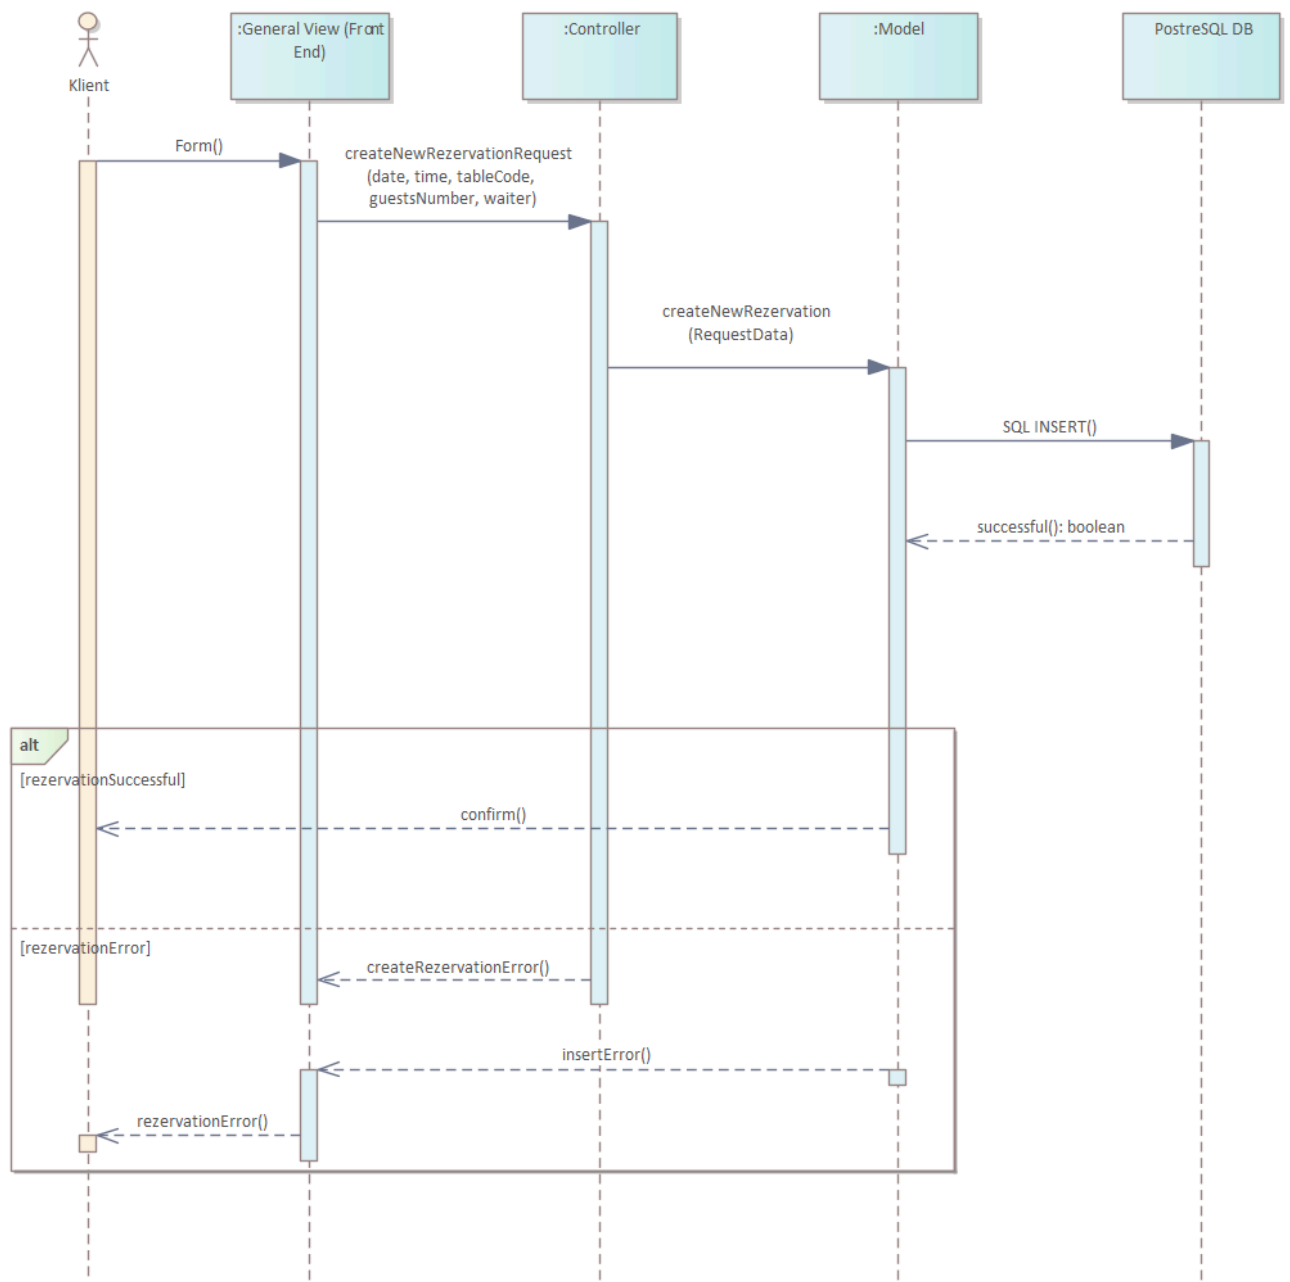 Klient
:General View (Front
End)
:Controller
:Model
PostreSQL DB
Form()
createNewRezervationRequest
(date, time, tableCode,
guestsNumber, waiter)
createNewRezervation
(RequestData)
SQL INSERT()
successful(): boolean
alt
[rezervationSuccessful]
confirm()
[rezervationError]
createRezervationError()
insertError()
rezervationError()